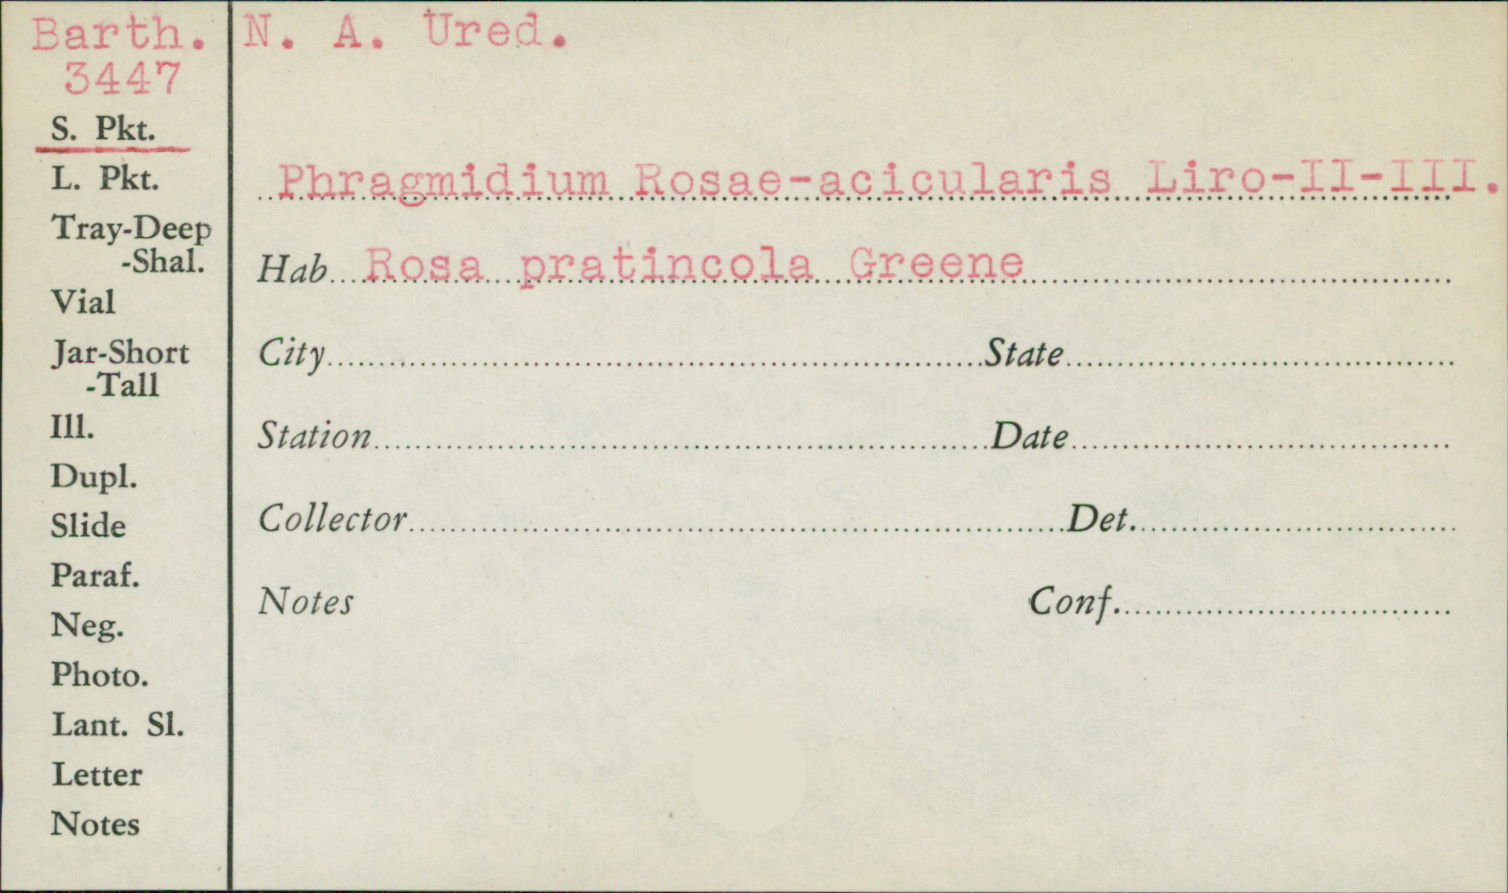 Barth. N. A. Ured.
3447
S. Pkt.
L. Pkt.
Tray-Deep
-Shal.
Vial
Jar-Short
-Tall
Ill.
Dupl.
Slide
Paraf.
Neg.
Photo.
Lant. Sl.
Letter
Notes
Phragmidium Rosae-acicularis Liro-II-III.
Hab Rosa pratincola Greene
City State
Station Date
Collector Det.
Notes Conf.